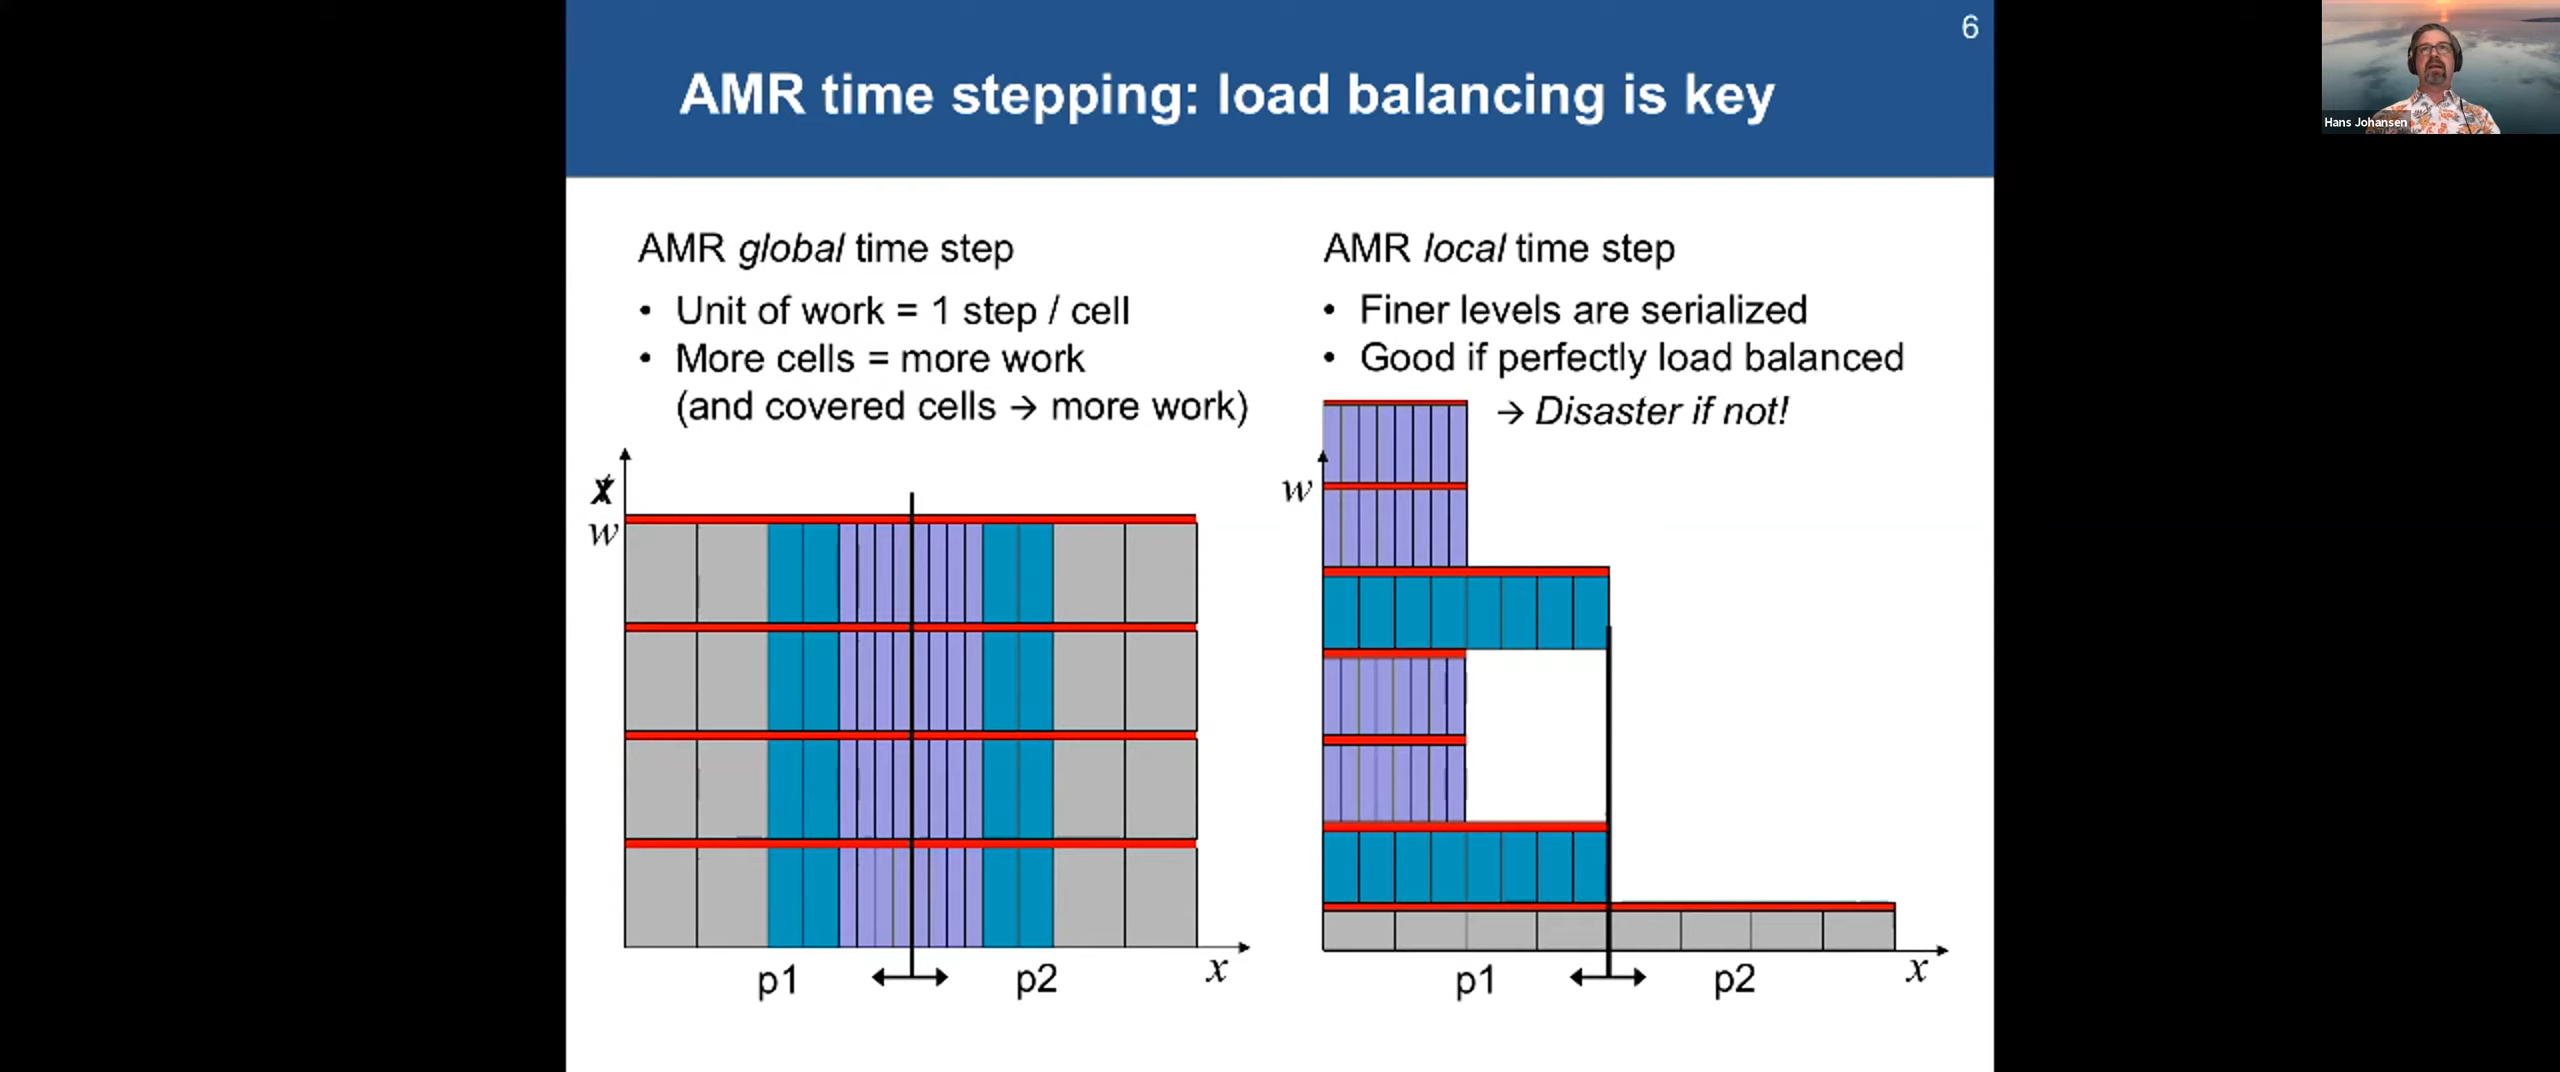 6
Hans Johansen
AMR time stepping: load balancing is key
AMR global time step
• Unit of work = 1 step / cell
• More cells = more work
(and covered cells → more work)
w
p1
p2
x
AMR local time step
• Finer levels are serialized
• Good if perfectly load balanced
→ Disaster if not!
w
p1
p2
x